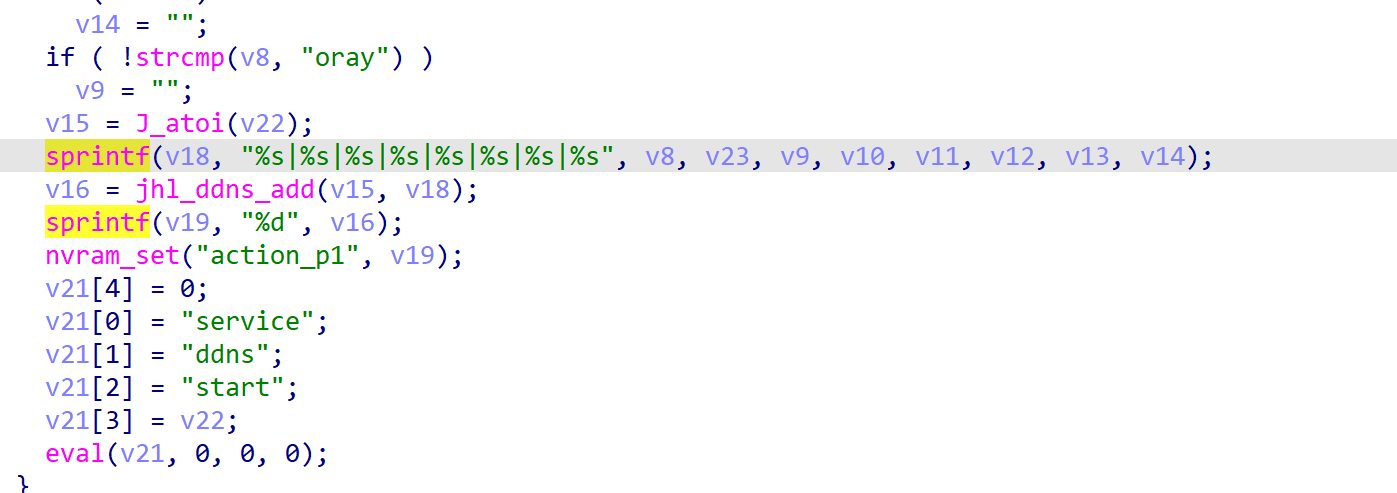 v14 = "";
if ( !strcmp(v8, "oray") )
v9 = "";
v15 = J_atoi(v22);
sprintf(v18, "%s|%s|%s|%s|%s|%s|%s|%s", v8, v23, v9, v10, v11, v12, v13, v14);
v16 = jhl_ddns_add(v15, v18);
sprintf(v19, "%d", v16);
nvram_set("action_p1", v19);
v21[4] = 0;
v21[0] = "service";
v21[1] = "ddns";
v21[2] = "start";
v21[3] = v22;
eval(v21, 0, 0, 0);
}